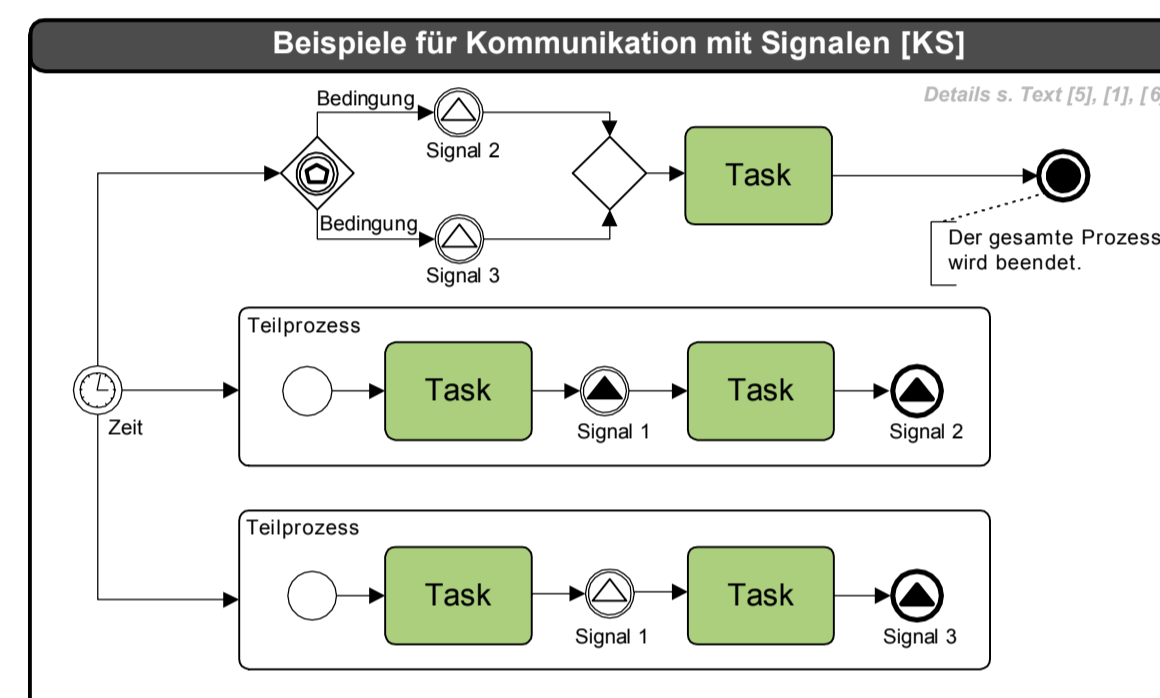 Beispiele für Kommunikation mit Signalen [KS]
Details s. Text [5], [1], [6
Bedingung
Signal 2
Task
Bedingung
Signal 3
Der gesamte Prozess
wird beendet.
Teilprozess
Task
Task
Signal 1
Signal 2
Zeit
Teilprozess
Task
Task
Signal 1
Signal 3